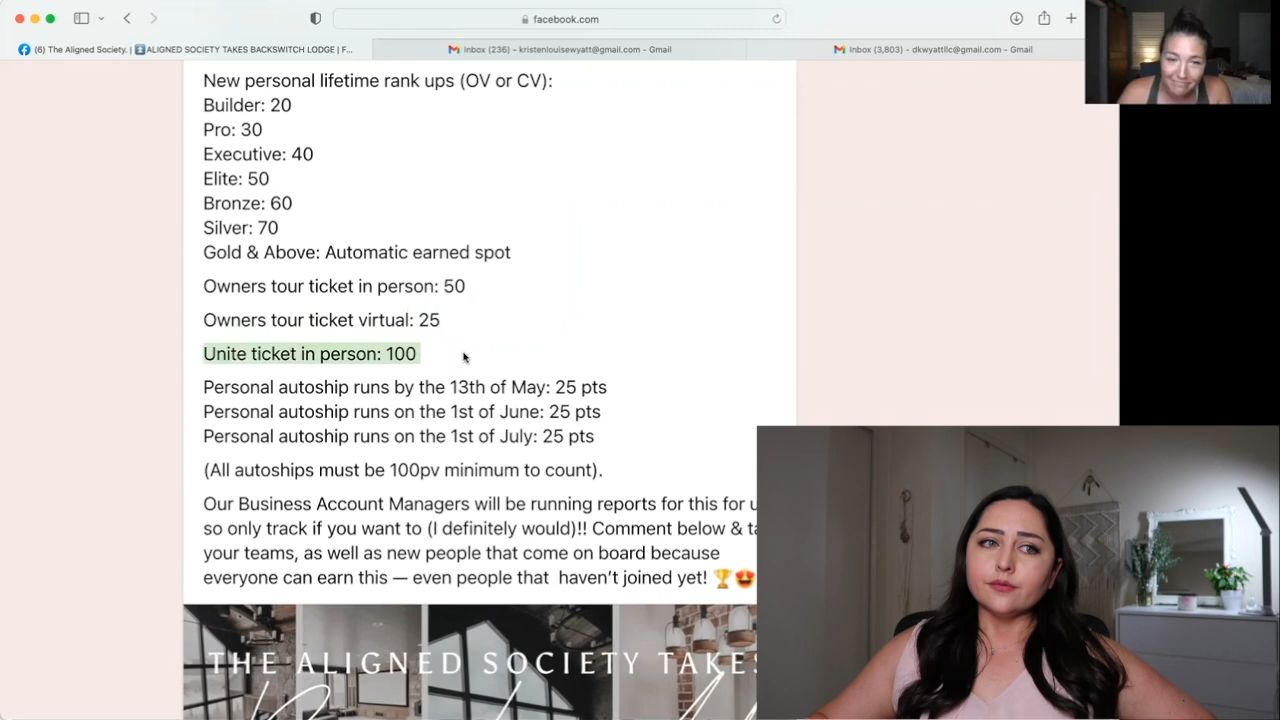 facebook.com
(6) The Aligned Society. | ⬆️ALIGNED SOCIETY TAKES BACKSWITCH LODGE | F...
Inbox (236) - kristenlouisewyatt@gmail.com - Gmail
Inbox (3,803) - dkwyattllc@gmail.com - Gmail
New personal lifetime rank ups (OV or CV):
Builder: 20
Pro: 30
Executive: 40
Elite: 50
Bronze: 60
Silver: 70
Gold & Above: Automatic earned spot
Owners tour ticket in person: 50
Owners tour ticket virtual: 25
Unite ticket in person: 100
Personal autoship runs by the 13th of May: 25 pts
Personal autoship runs on the 1st of June: 25 pts
Personal autoship runs on the 1st of July: 25 pts
(All autoships must be 100pv minimum to count).
Our Business Account Managers will be running reports for this for u
so only track if you want to (I definitely would)!! Comment below & ta
your teams, as well as new people that come on board because
everyone can earn this — even people that haven't joined yet! 🏆😍
THE ALIGNED SOCIETY TAKES